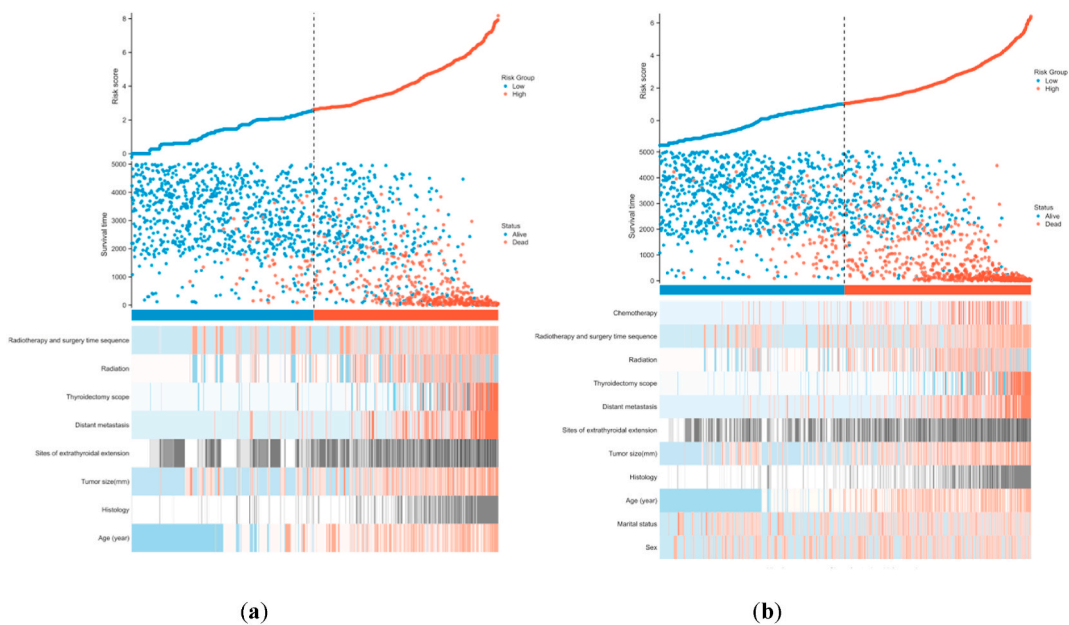 8
6
4
2
0
Risk score
Risk Group
Low
High
5000
4000
3000
2000
1000
0
Survival time
Status
Alive
Dead
Radiotherapy and surgery time sequence
Radiation
Thyroidectomy scope
Distant metastasis
Sites of extrathyroidal extension
Tumor size(mm)
Histology
Age (year)
(a)
6
4
2
0
Risk score
Risk Group
Low
High
5000
4000
3000
2000
1000
0
Survival time
Status
Alive
Dead
Chemotherapy
Radiotherapy and surgery time sequence
Radiation
Thyroidectomy scope
Distant metastasis
Sites of extrathyroidal extension
Tumor size(mm)
Histology
Age (year)
Marital status
Sex
(b)